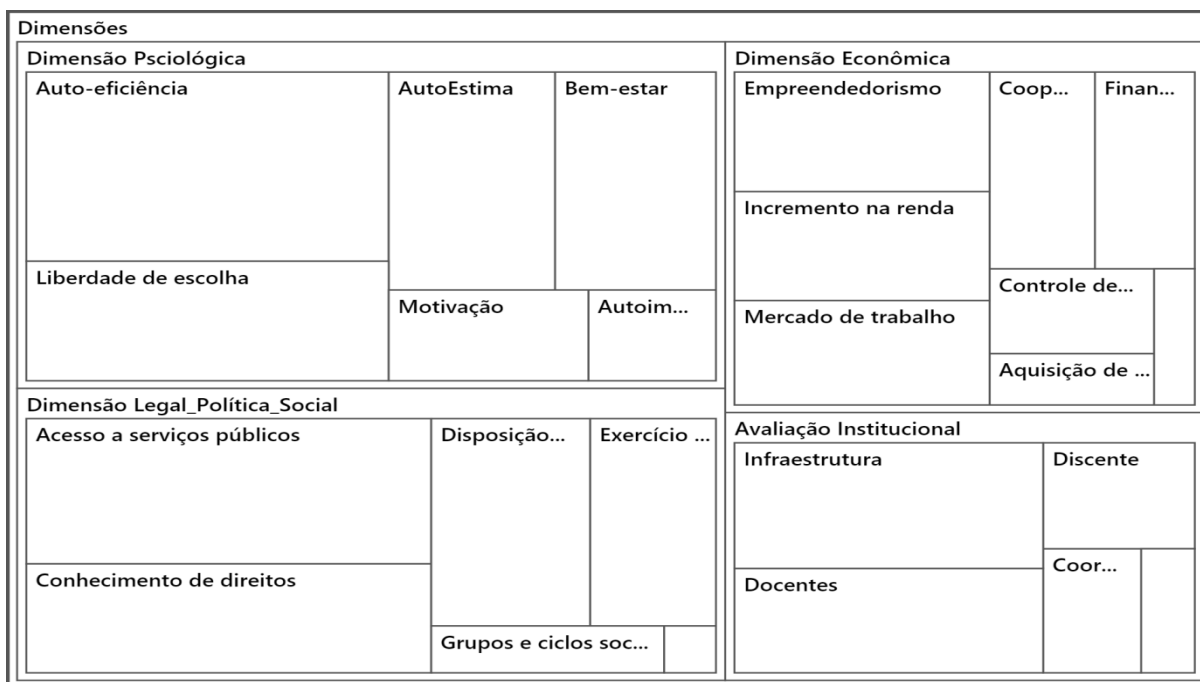 Dimensões
Dimensão Psciológica
Auto-eficiência
AutoEstima
Bem-estar
Liberdade de escolha
Motivação
Autoim...
Dimensão Econômica
Empreendedorismo
Coop...
Finan...
Incremento na renda
Controle de...
Mercado de trabalho
Aquisição de ...
Dimensão Legal_Política_Social
Acesso a serviços públicos
Disposição...
Exercício ...
Conhecimento de direitos
Grupos e ciclos soc...
Avaliação Institucional
Infraestrutura
Discente
Docentes
Coor...